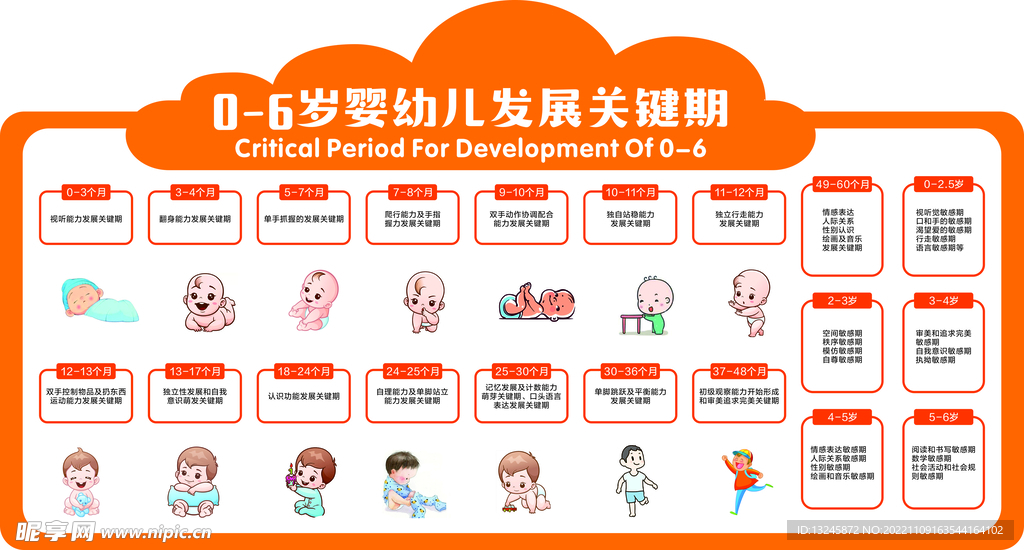 0-6岁婴幼儿发展关键期
Critical Period For Development Of 0-6
0-3个月
视听能力发展关键期
3-4个月
翻身能力发展关键期
5-7个月
单手抓握的发展关键期
7-8个月
爬行能力及手指
握力发展关键期
9-10个月
双手动作协调配合
能力发展关键期
10-11个月
独自站稳能力
发展关键期
11-12个月
独立行走能力
发展关键期
49-60个月
情感表达
人际关系
性别认识
绘画及音乐
发展关键期
0-2.5岁
视听觉敏感期
口和手的敏感期
渴望爱的敏感期
行走敏感期
语言敏感期等
2-3岁
空间敏感期
秩序敏感期
模仿敏感期
自尊敏感期
3-4岁
审美和追求完美
敏感期
自我意识敏感期
执拗敏感期
12-13个月
双手控制物品及扔东西
运动能力发展关键期
13-17个月
独立性发展和自我
意识萌发关键期
18-24个月
认识功能发展关键期
24-25个月
自理能力及单脚站立
能力发展关键期
25-30个月
记忆发展及计数能力
萌芽关键期、口头语言
表达发展关键期
30-36个月
单脚跳跃及平衡能力
发展关键期
37-48个月
初级观察能力开始形成
和审美追求完美关键期
4-5岁
情感表达敏感期
人际关系敏感期
性别敏感期
绘画和音乐敏感期
5-6岁
阅读和书写敏感期
数学敏感期
社会活动和社会规
则敏感期
昵享网 www.nipic.cn
ID:13245872 NO:20221109163544164102